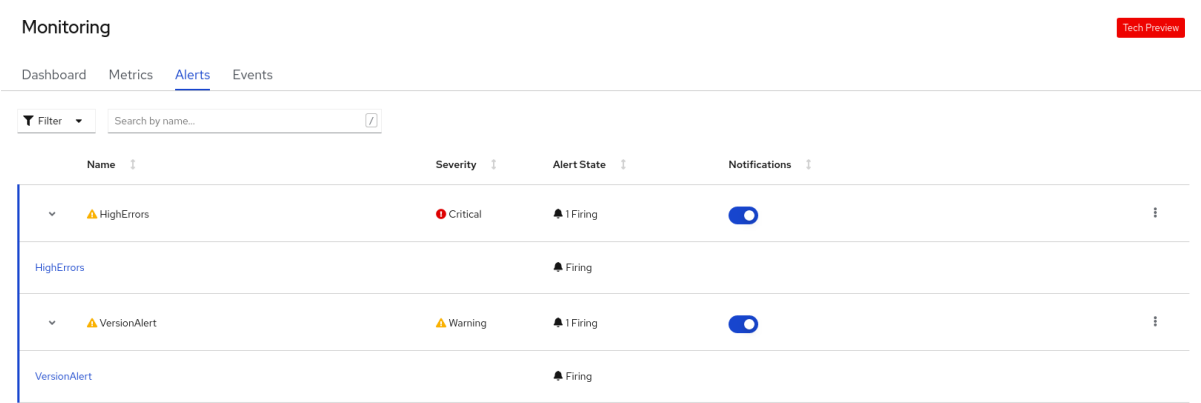 Monitoring
Tech Preview
Dashboard Metrics Alerts Events
Filter Search by name... /
Name Severity Alert State Notifications
HighErrors Critical 1 Firing
HighErrors Firing
VersionAlert Warning 1 Firing
VersionAlert Firing